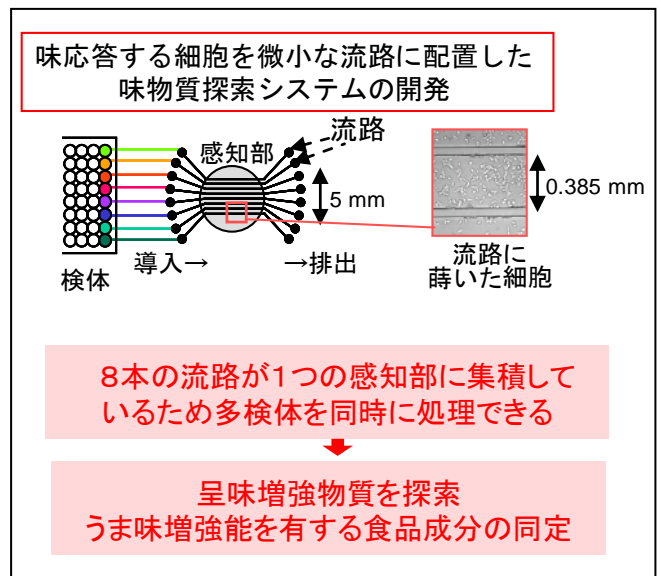 味応答する細胞を微小な流路に配置した
味物質探索システムの開発
流路
感知部
5 mm
0.385 mm
検体
導入→
→排出
流路に
蒔いた細胞
8本の流路が1つの感知部に集積して
いるため多検体を同時に処理できる
呈味増強物質を探索
うま味増強能を有する食品成分の同定